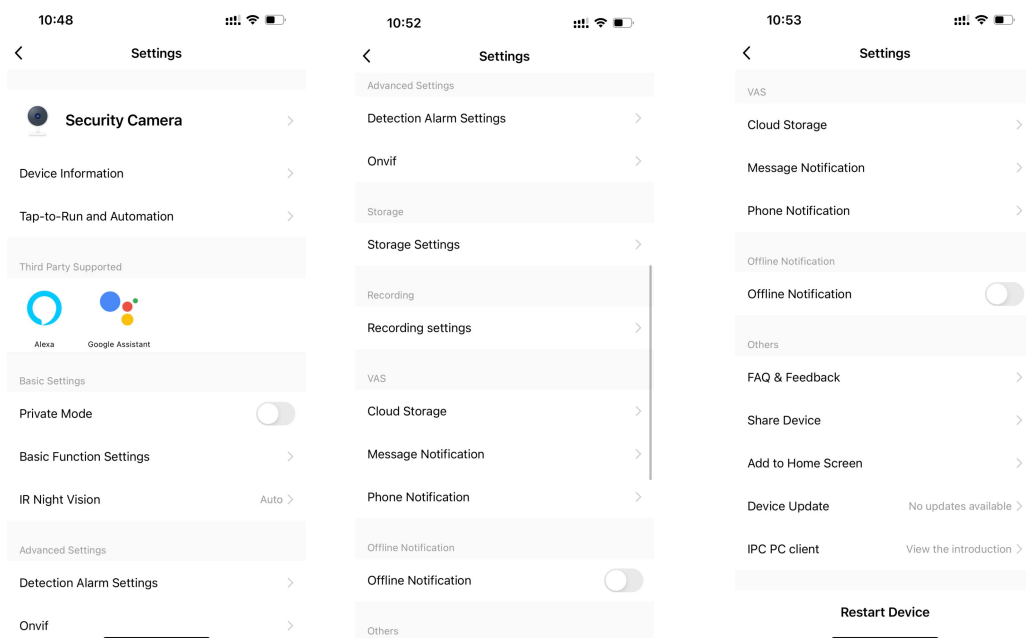 10:48
Settings
Security Camera
Device Information
Tap-to-Run and Automation
Third Party Supported
Alexa
Google Assistant
Basic Settings
Private Mode
Basic Function Settings
IR Night Vision Auto
Advanced Settings
Detection Alarm Settings
Onvif
10:52
Settings
Advanced Settings
Detection Alarm Settings
Onvif
Storage
Storage Settings
Recording
Recording settings
VAS
Cloud Storage
Message Notification
Phone Notification
Offline Notification
Offline Notification
Others
10:53
Settings
VAS
Cloud Storage
Message Notification
Phone Notification
Offline Notification
Offline Notification
Others
FAQ & Feedback
Share Device
Add to Home Screen
Device Update No updates available
IPC PC client View the introduction
Restart Device